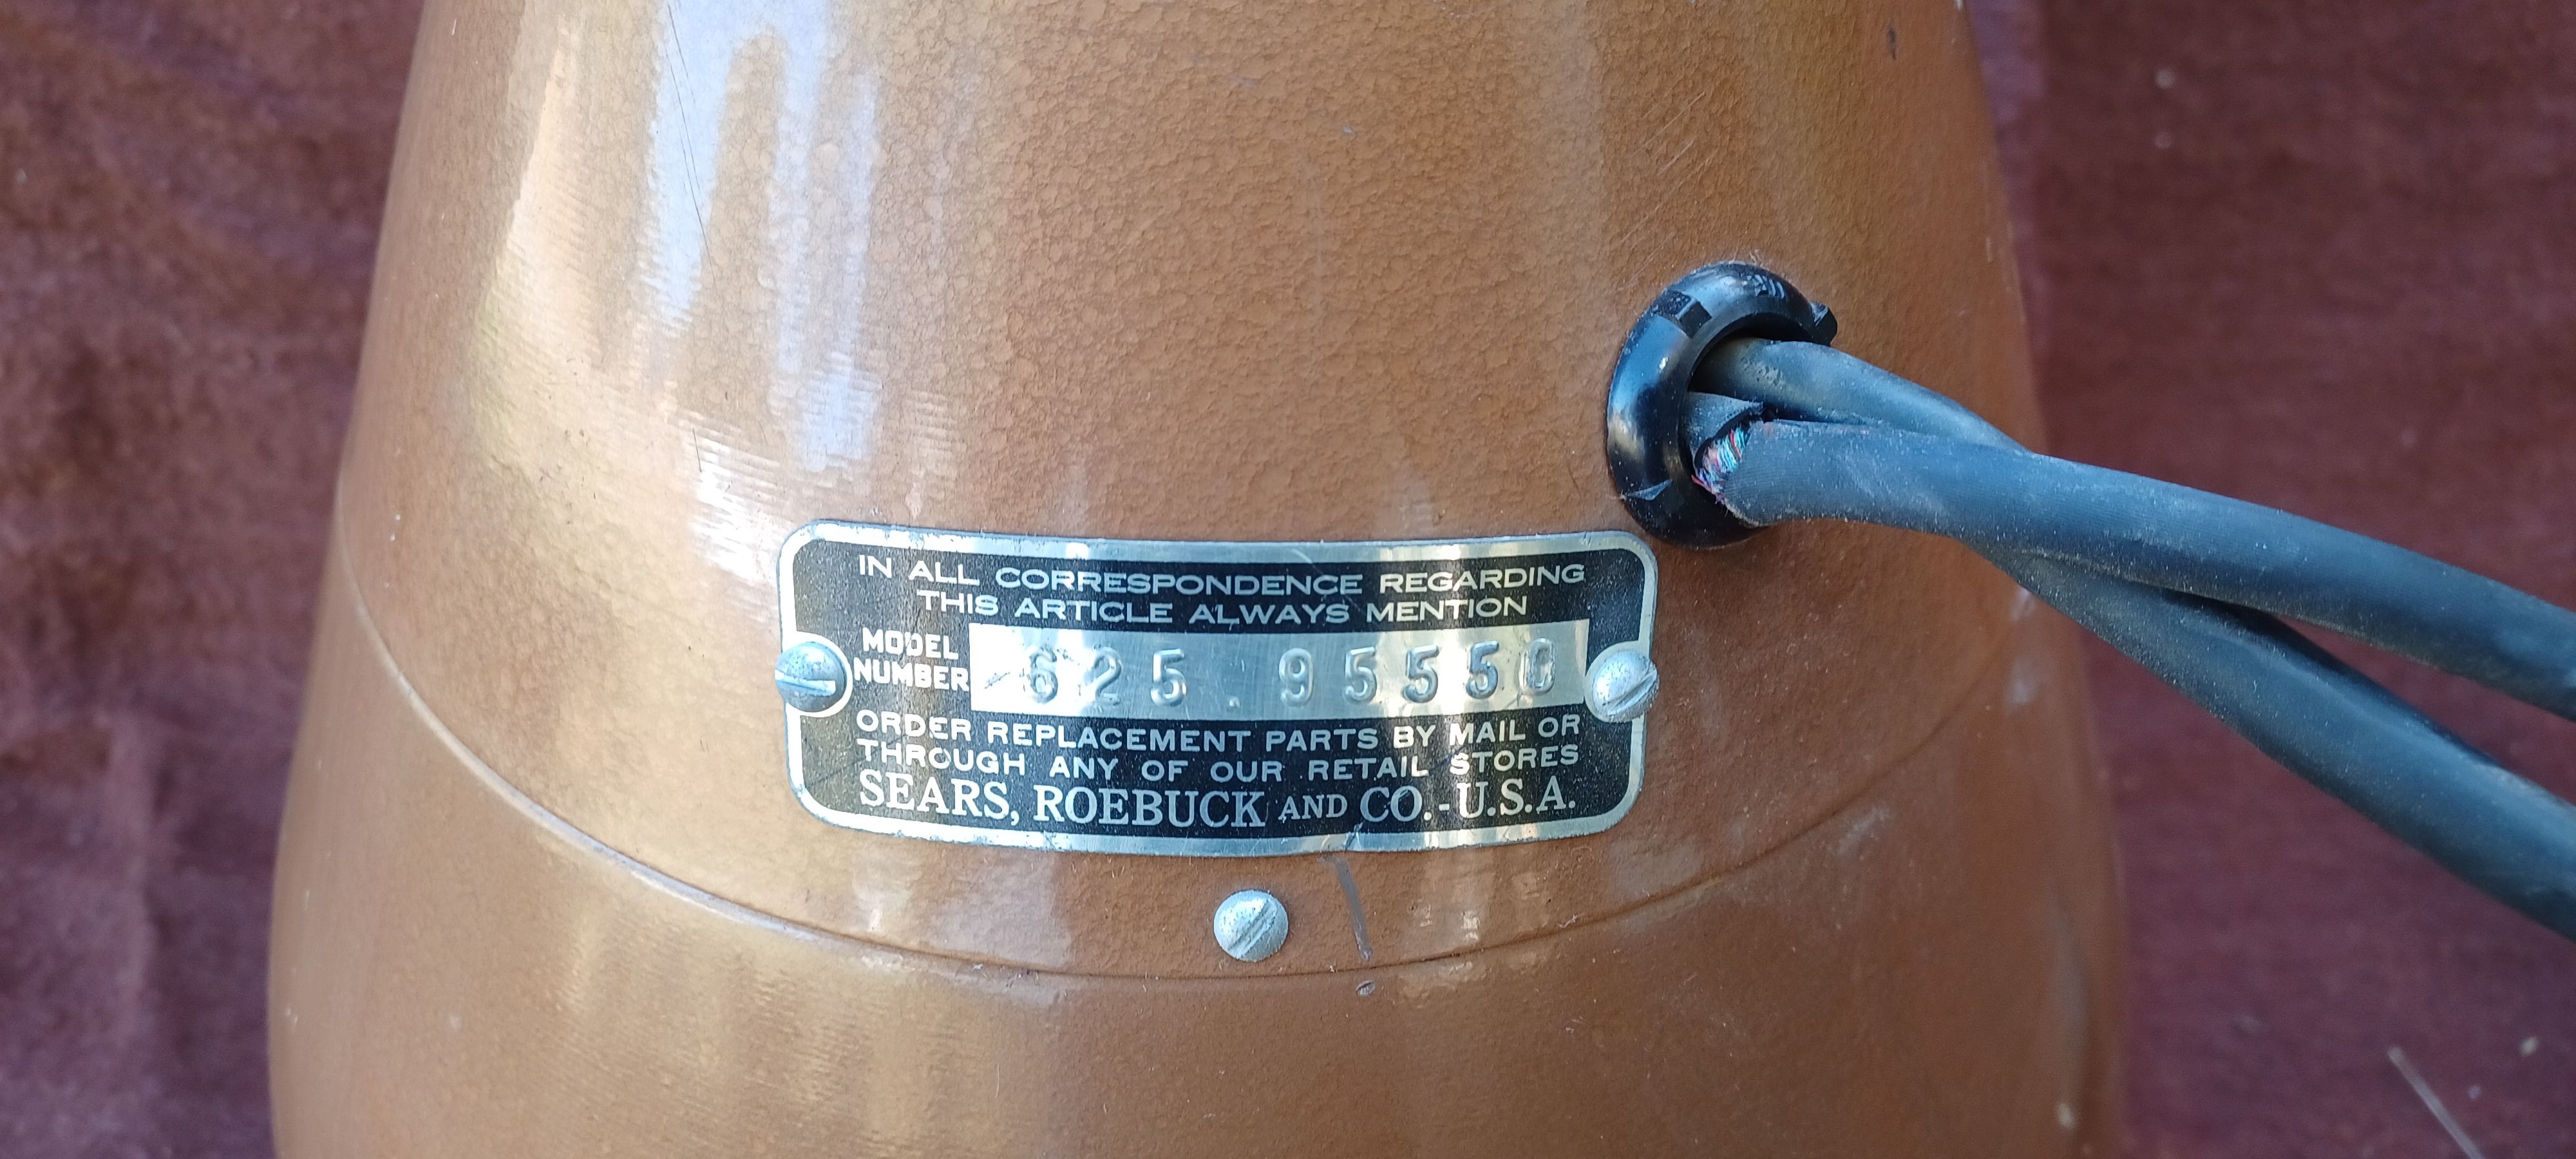 IN ALL CORRESPONDENCE REGARDING
THIS ARTICLE ALWAYS MENTION
MODEL
NUMBER
625.95550
ORDER REPLACEMENT PARTS BY MAIL OR
THROUGH ANY OF OUR RETAIL STORES
SEARS, ROEBUCK AND CO.-U.S.A.